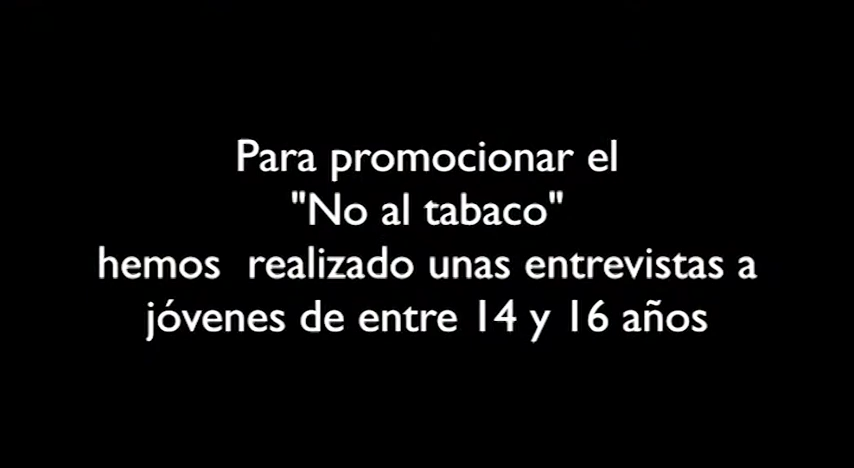 Para promocionar el
"No al tabaco"
hemos  realizado unas entrevistas a
jóvenes de entre 14 y 16 años